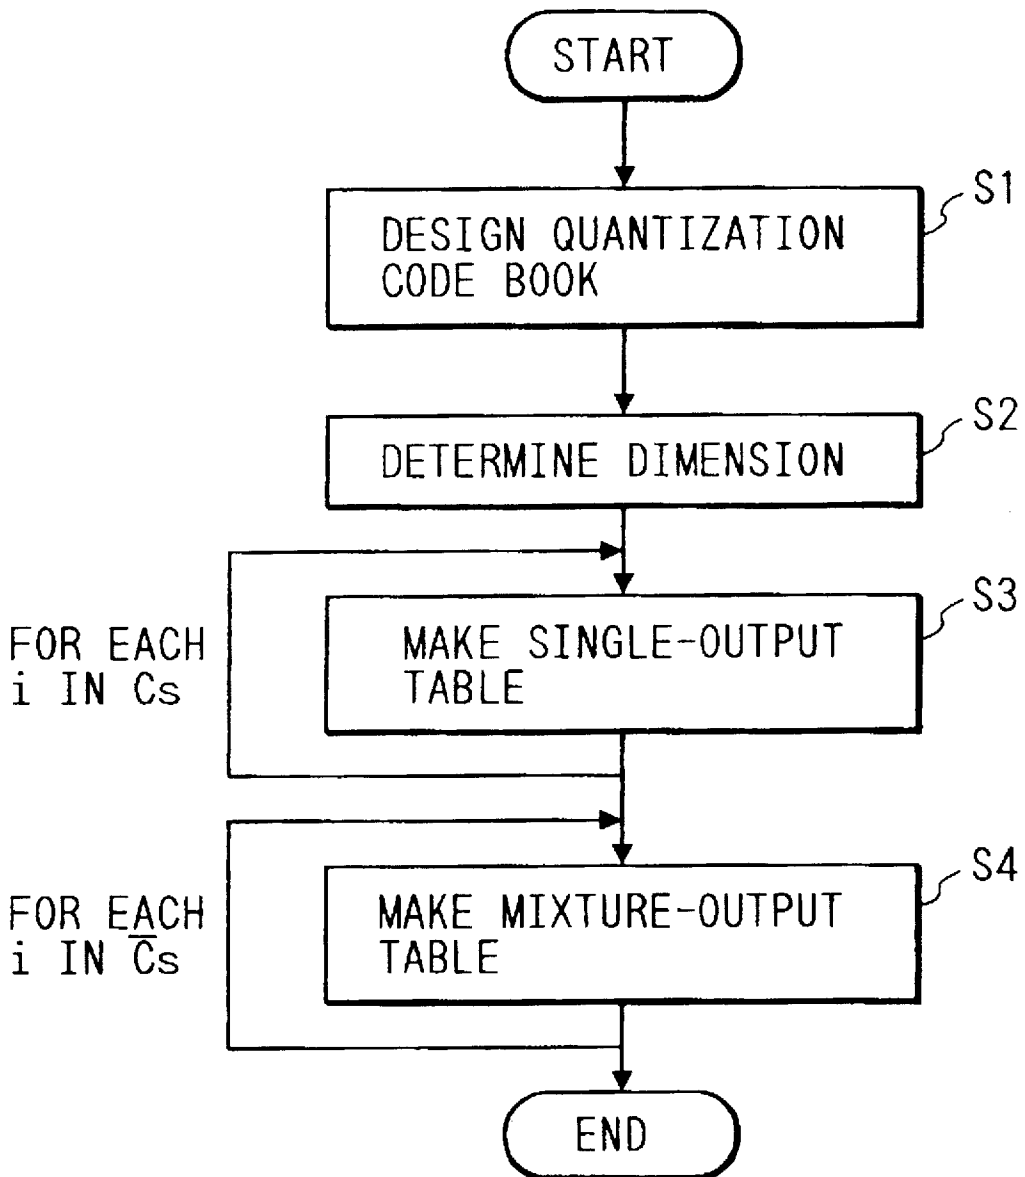 START
S1
DESIGN QUANTIZATION
CODE BOOK
S2
DETERMINE DIMENSION
S3
FOR EACH
i IN Cs
MAKE SINGLE-OUTPUT
TABLE
S4
FOR EACH
i IN C̅s
MAKE MIXTURE-OUTPUT
TABLE
END